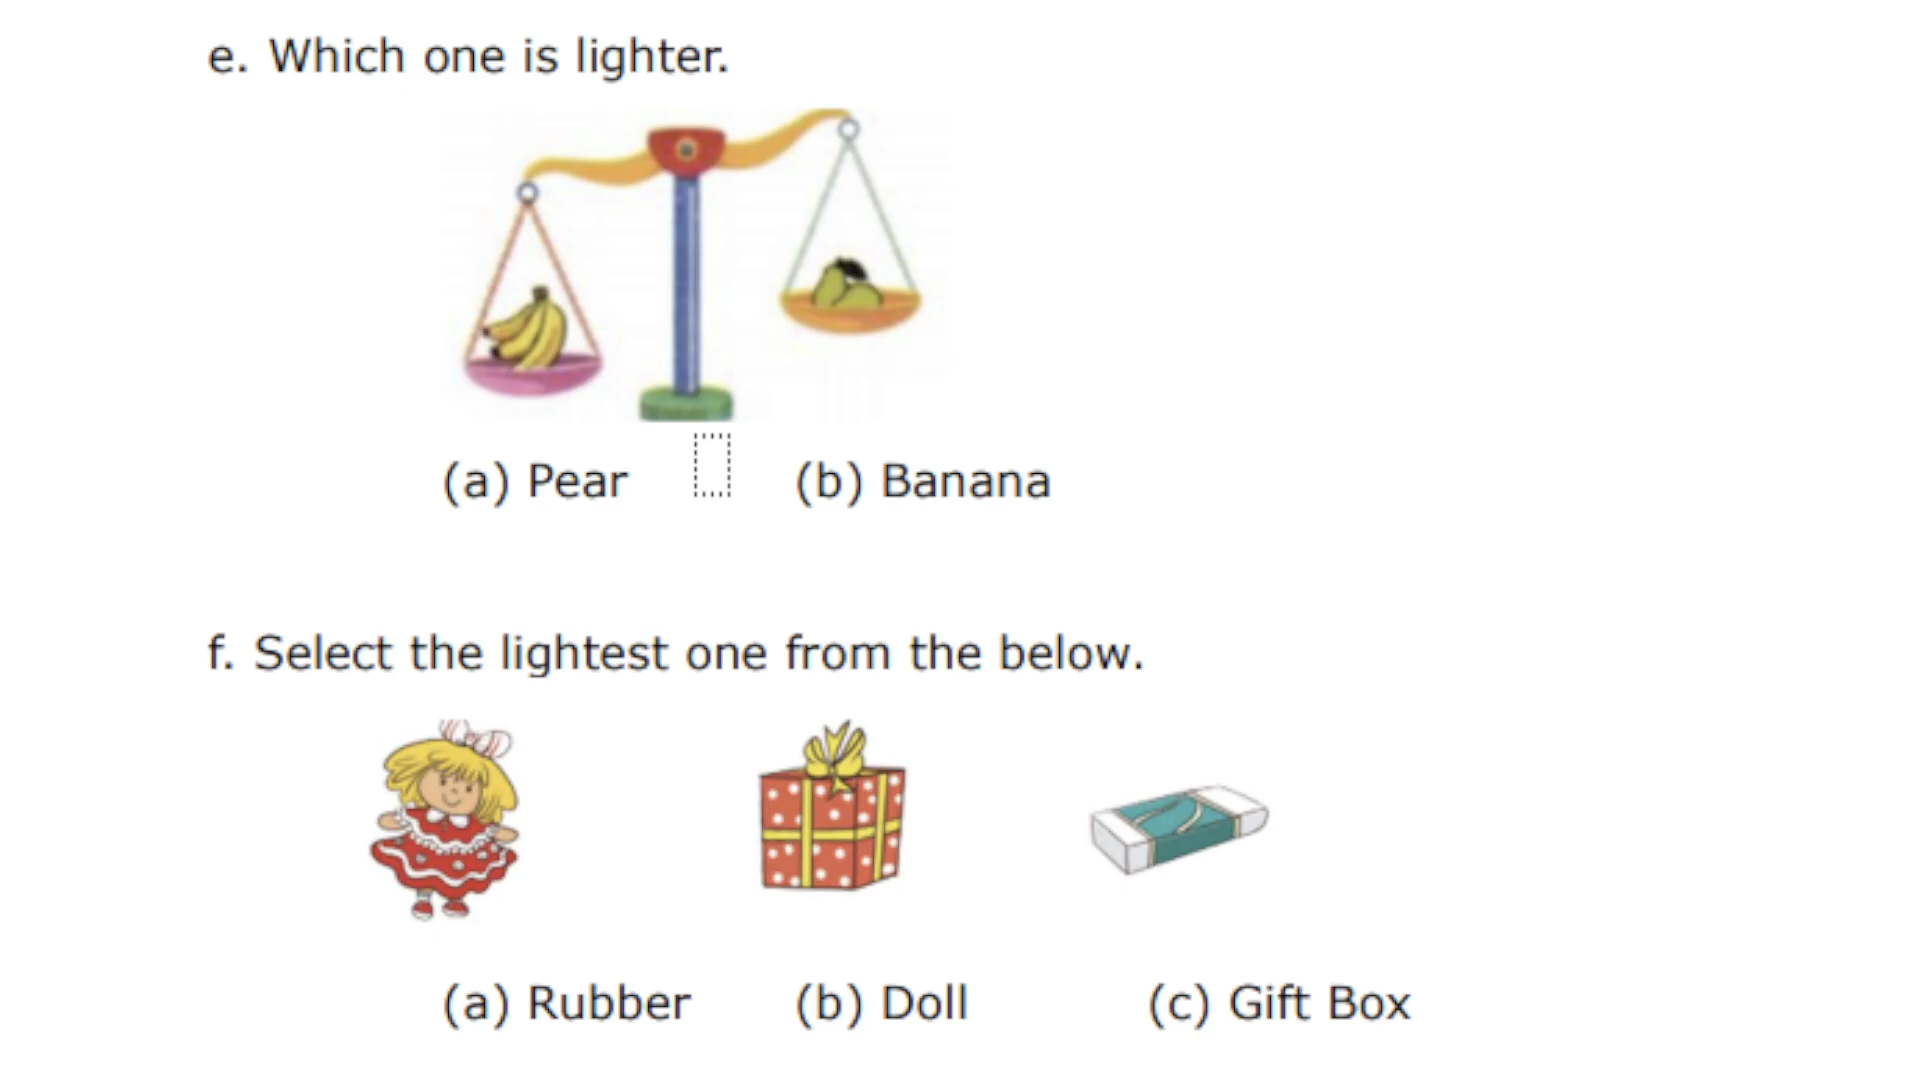 e. Which one is lighter.
(a) Pear (b) Banana
f. Select the lightest one from the below.
(a) Rubber (b) Doll (c) Gift Box